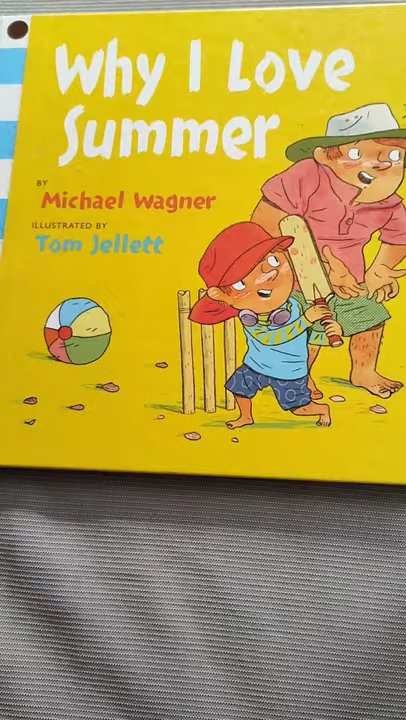 Why I Love
Summer
BY
Michael Wagner
ILLUSTRATED BY
Tom Jellett